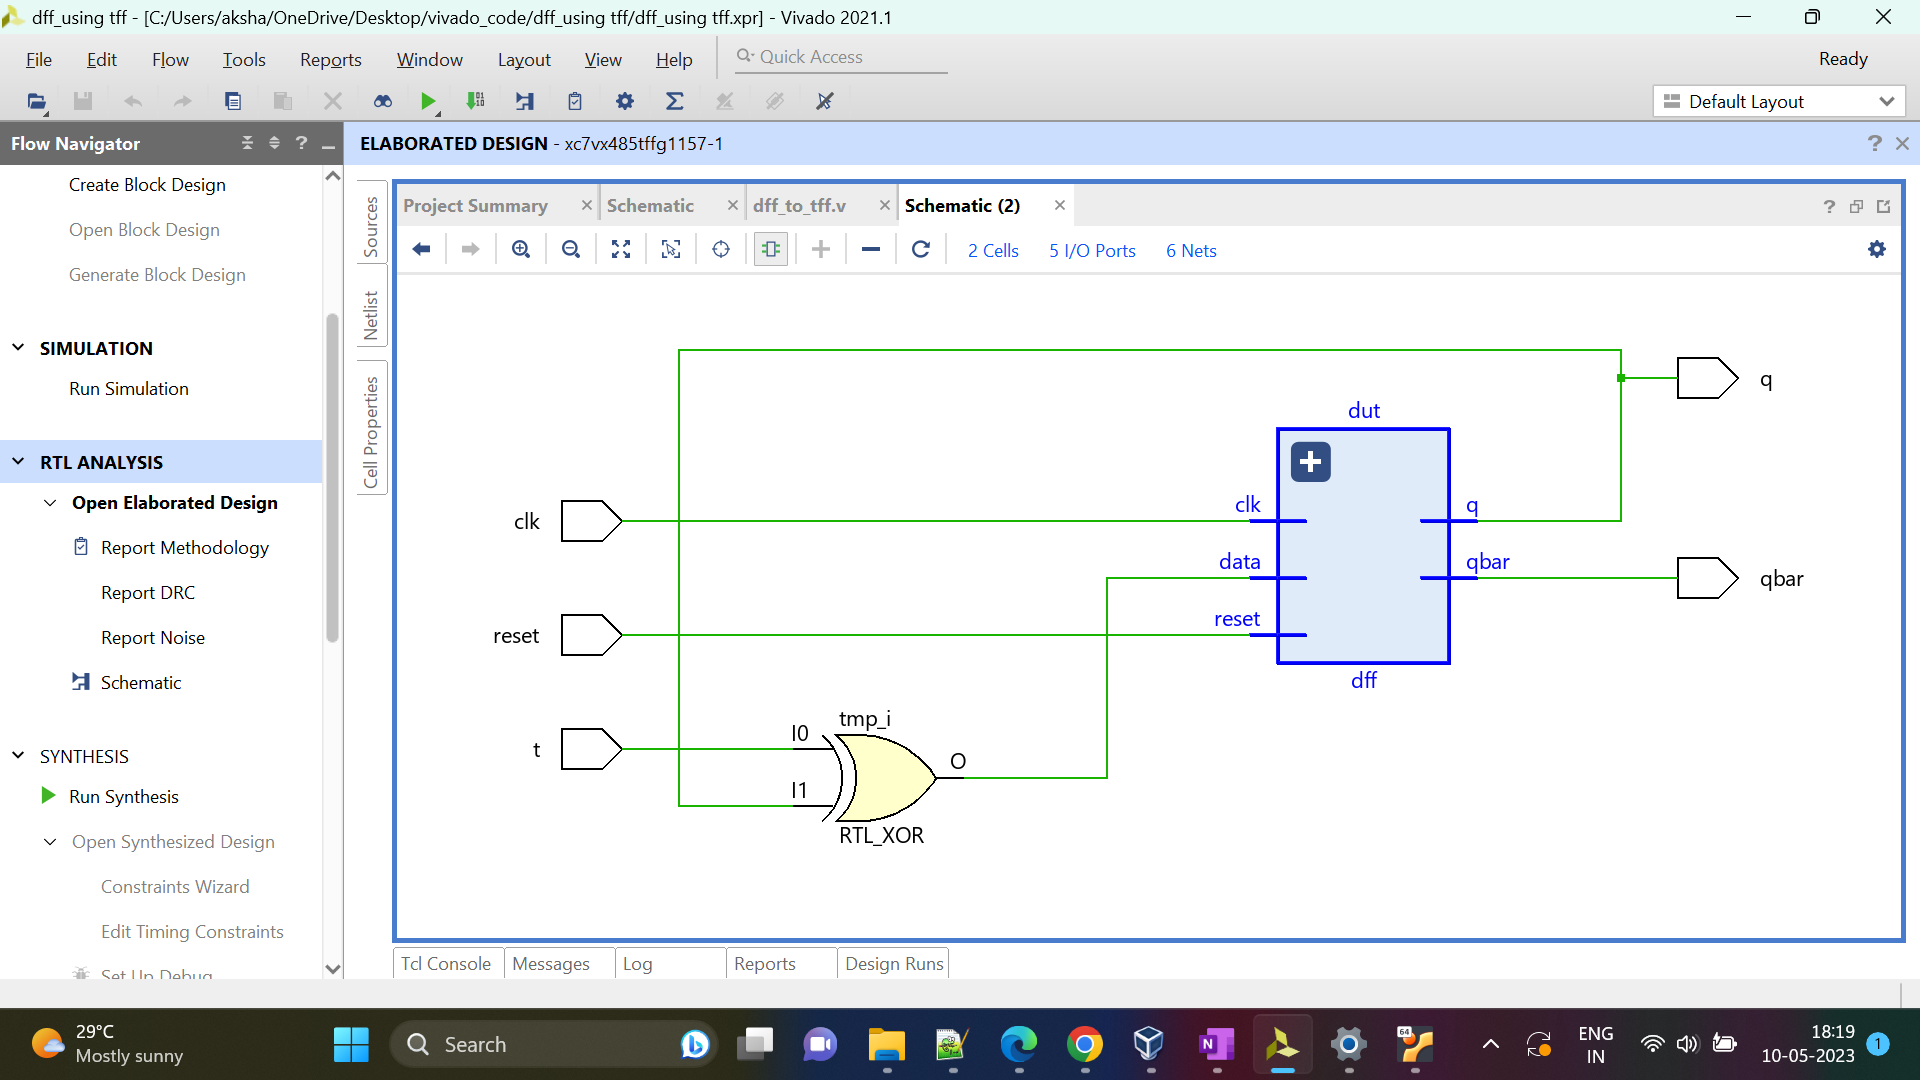 dff_using tff - [C:/Users/aksha/OneDrive/Desktop/vivado_code/dff_using tff/dff_using tff.xpr] - Vivado 2021.1
File Edit Flow Tools Reports Window Layout View Help Quick Access Ready
Default Layout
Flow Navigator
ELABORATED DESIGN - xc7vx485tffg1157-1
Create Block Design
Open Block Design
Generate Block Design
SIMULATION
Run Simulation
RTL ANALYSIS
Open Elaborated Design
Report Methodology
Report DRC
Report Noise
Schematic
SYNTHESIS
Run Synthesis
Open Synthesized Design
Constraints Wizard
Edit Timing Constraints
Set Up Debug
Sources
Netlist
Cell Properties
Project Summary Schematic dff_to_tff.v Schematic (2)
2 Cells 5 I/O Ports 6 Nets
q
dut
clk
clk
q
data
qbar
qbar
reset
reset
dff
tmp_i
t
I0
O
I1
RTL_XOR
Tcl Console Messages Log Reports Design Runs
29°C
Mostly sunny
Search
64
ENG
IN
18:19
10-05-2023
1